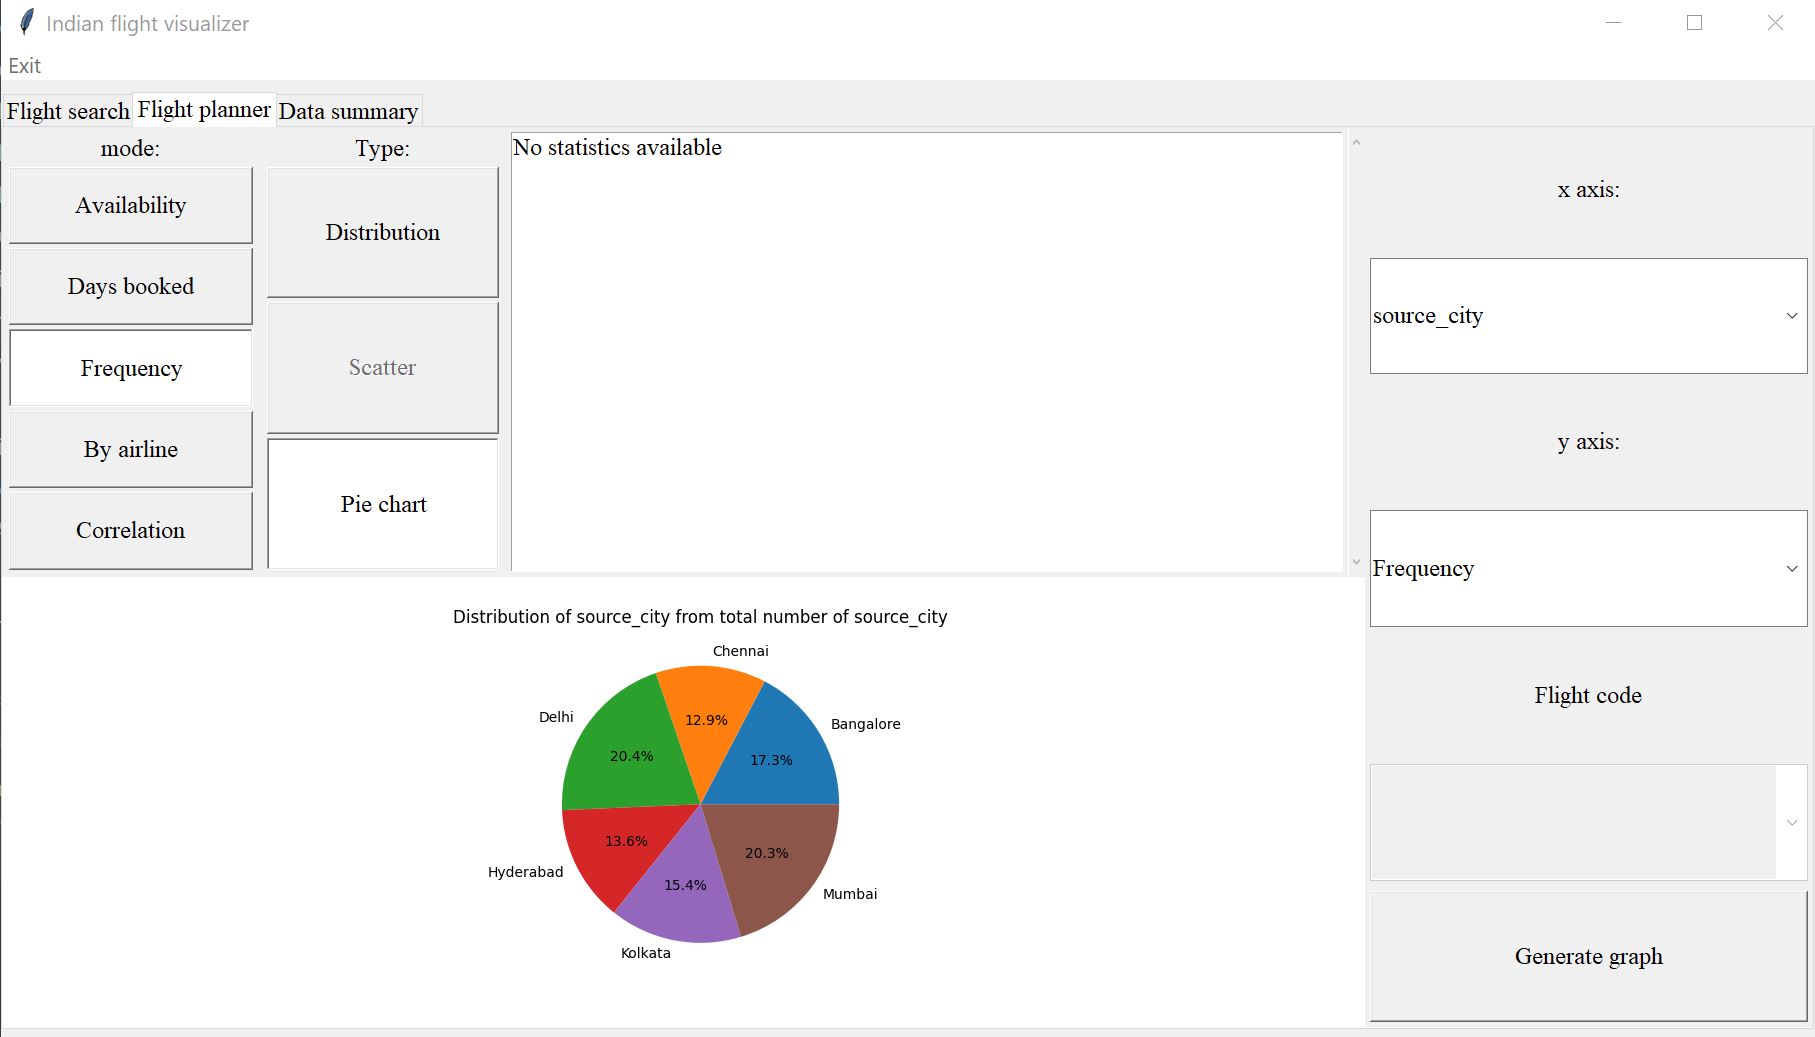 Indian flight visualizer
Exit
Flight search Flight planner Data summary
mode:
Availability
Days booked
Frequency
By airline
Correlation
Type:
Distribution
Scatter
Pie chart
No statistics available
x axis:
source_city
y axis:
Frequency
Flight code
Generate graph
Distribution of source_city from total number of source_city
Chennai
12.9%
Bangalore
17.3%
Delhi
20.4%
Hyderabad
13.6%
Kolkata
15.4%
Mumbai
20.3%